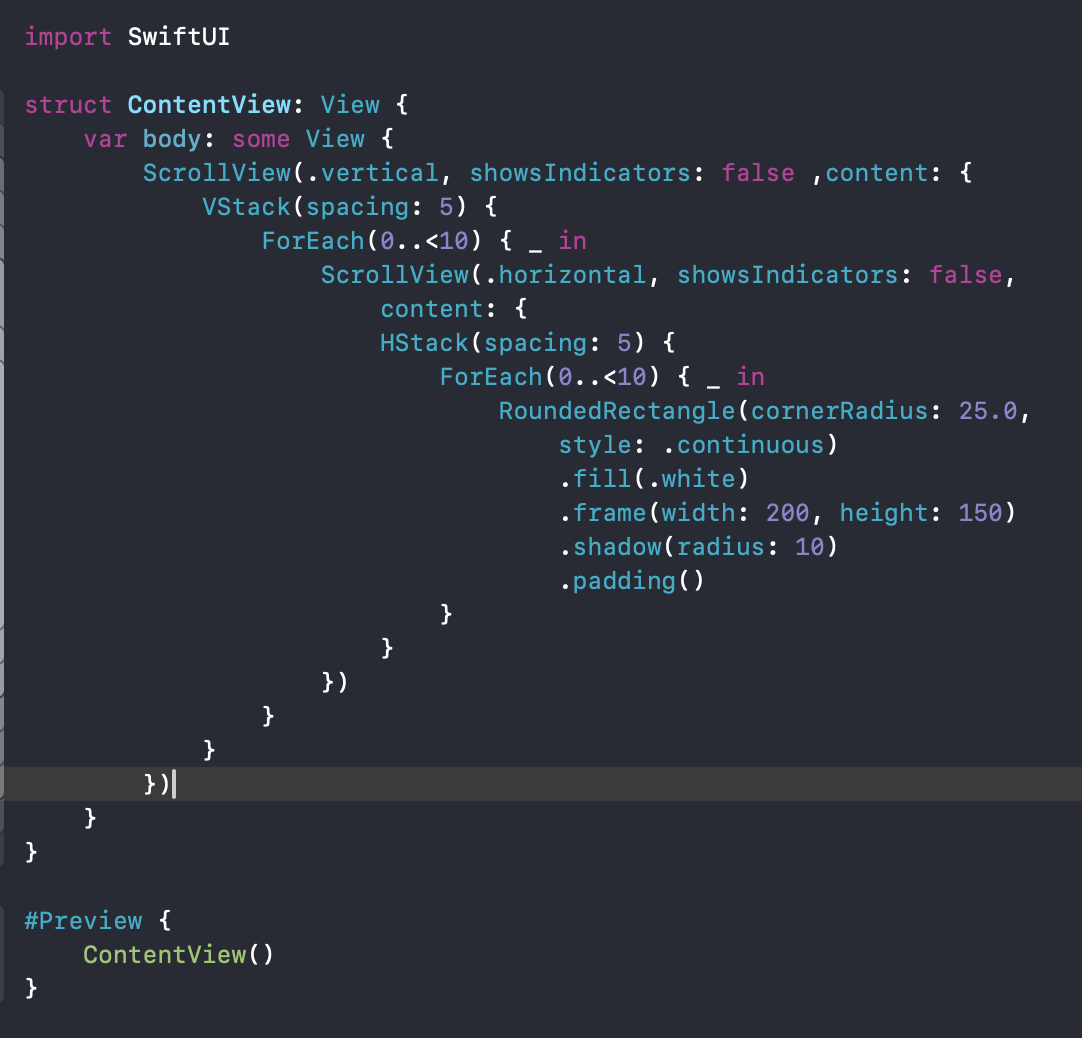 import SwiftUI

struct ContentView: View {
    var body: some View {
        ScrollView(.vertical, showsIndicators: false ,content: {
            VStack(spacing: 5) {
                ForEach(0..<10) { _ in
                    ScrollView(.horizontal, showsIndicators: false,
                        content: {
                        HStack(spacing: 5) {
                            ForEach(0..<10) { _ in
                                RoundedRectangle(cornerRadius: 25.0,
                                    style: .continuous)
                                    .fill(.white)
                                    .frame(width: 200, height: 150)
                                    .shadow(radius: 10)
                                    .padding()
                            }
                        }
                    })
                }
            }
        })
    }
}

#Preview {
    ContentView()
}